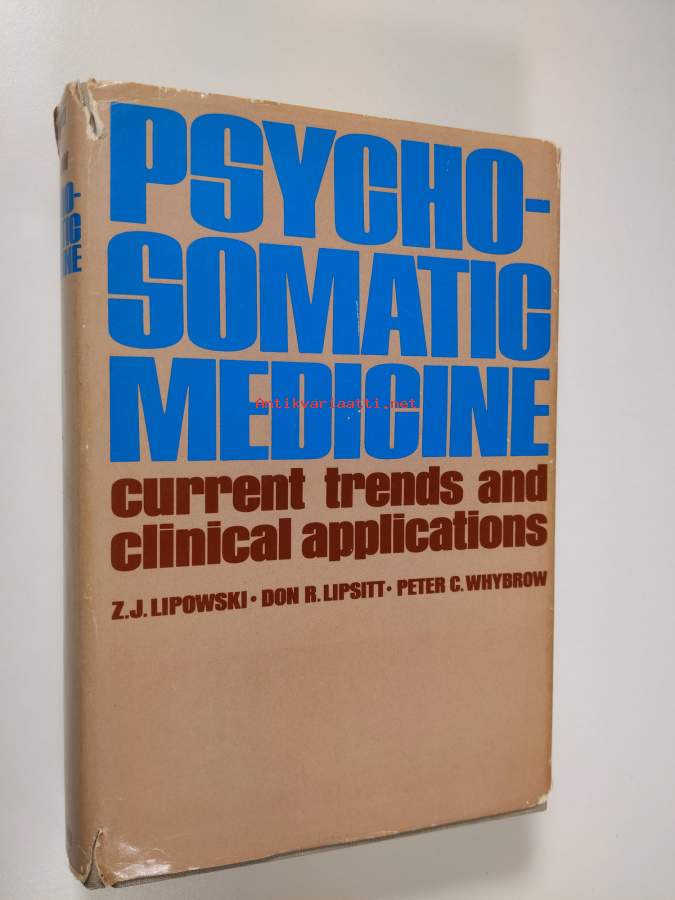 PSYCHO-
SOMATIC
MEDICINE
Antikvariaatti.net
current trends and
clinical applications
Z.J. LIPOWSKI · DON R. LIPSITT · PETER C. WHYBROW